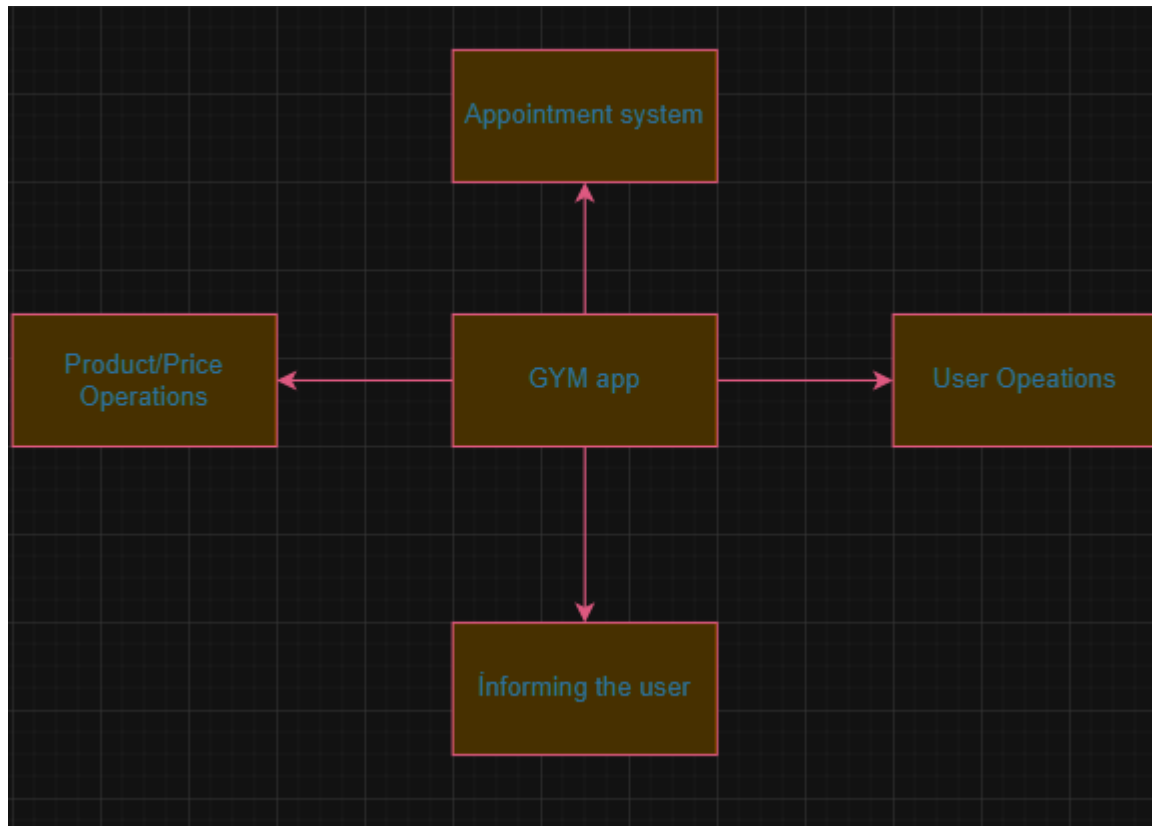 Appointment system
Product/Price
Operations
GYM app
User Opeations
İnforming the user